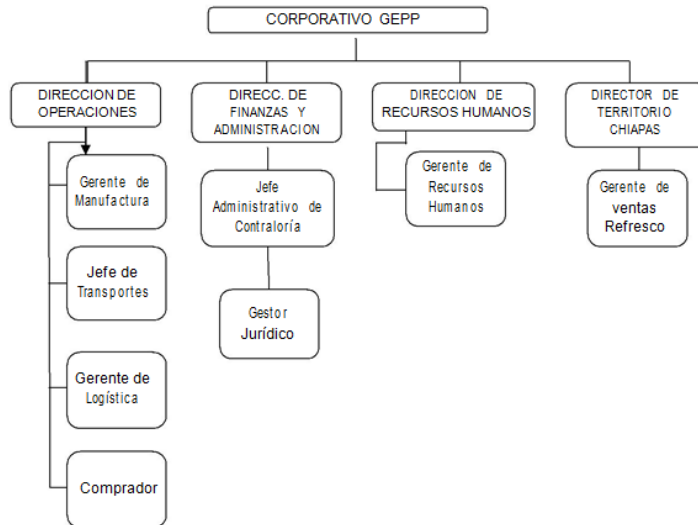 CORPORATIVO GEPP
DIRECCION DE
OPERACIONES
DIRECC. DE
FINANZAS Y
ADMINISTRACION
DIRECCION DE
RECURSOS HUMANOS
DIRECTOR DE
TERRITORIO
CHIAPAS
Gerente de
Manufactura
Jefe de
Transportes
Gerente de
Logística
Comprador
Jefe
Administrativo de
Contraloría
Gestor
Jurídico
Gerente de
Recursos
Humanos
Gerente de
ventas
Refresco